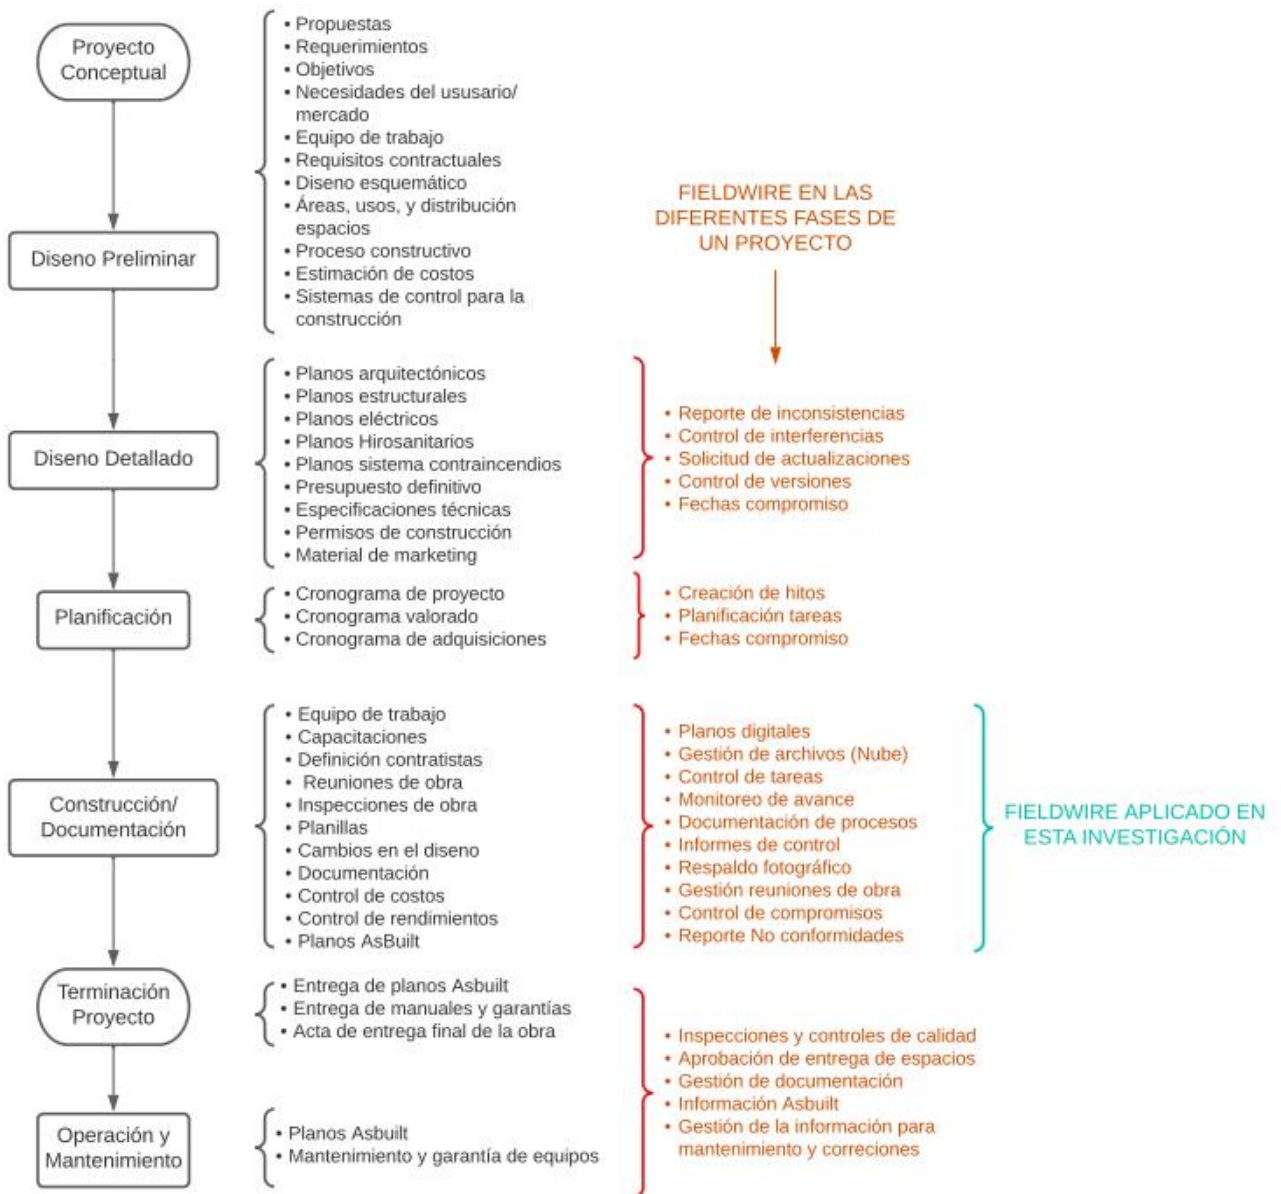 Proyecto
Conceptual
• Propuestas
• Requerimientos
• Objetivos
• Necesidades del ususario/
mercado
• Equipo de trabajo
• Requisitos contractuales
• Diseno esquemático
• Áreas, usos, y distribución
espacios
• Proceso constructivo
• Estimación de costos
• Sistemas de control para la
construcción
Diseno Preliminar
FIELDWIRE EN LAS
DIFERENTES FASES DE
UN PROYECTO
Diseno Detallado
• Planos arquitectónicos
• Planos estructurales
• Planos eléctricos
• Planos Hirosanitarios
• Planos sistema contraincendios
• Presupuesto definitivo
• Especificaciones técnicas
• Permisos de construcción
• Material de marketing
• Reporte de inconsistencias
• Control de interferencias
• Solicitud de actualizaciones
• Control de versiones
• Fechas compromiso
Planificación
• Cronograma de proyecto
• Cronograma valorado
• Cronograma de adquisiciones
• Creación de hitos
• Planificación tareas
• Fechas compromiso
Construcción/
Documentación
• Equipo de trabajo
• Capacitaciones
• Definición contratistas
• Reuniones de obra
• Inspecciones de obra
• Planillas
• Cambios en el diseno
• Documentación
• Control de costos
• Control de rendimientos
• Planos AsBuilt
• Planos digitales
• Gestión de archivos (Nube)
• Control de tareas
• Monitoreo de avance
• Documentación de procesos
• Informes de control
• Respaldo fotográfico
• Gestión reuniones de obra
• Control de compromisos
• Reporte No conformidades
FIELDWIRE APLICADO EN
ESTA INVESTIGACIÓN
Terminación
Proyecto
• Entrega de planos Asbuilt
• Entrega de manuales y garantías
• Acta de entrega final de la obra
• Inspecciones y controles de calidad
• Aprobación de entrega de espacios
• Gestión de documentación
• Información Asbuilt
• Gestión de la información para
mantenimiento y correciones
Operación y
Mantenimiento
• Planos Asbuilt
• Mantenimiento y garantía de equipos